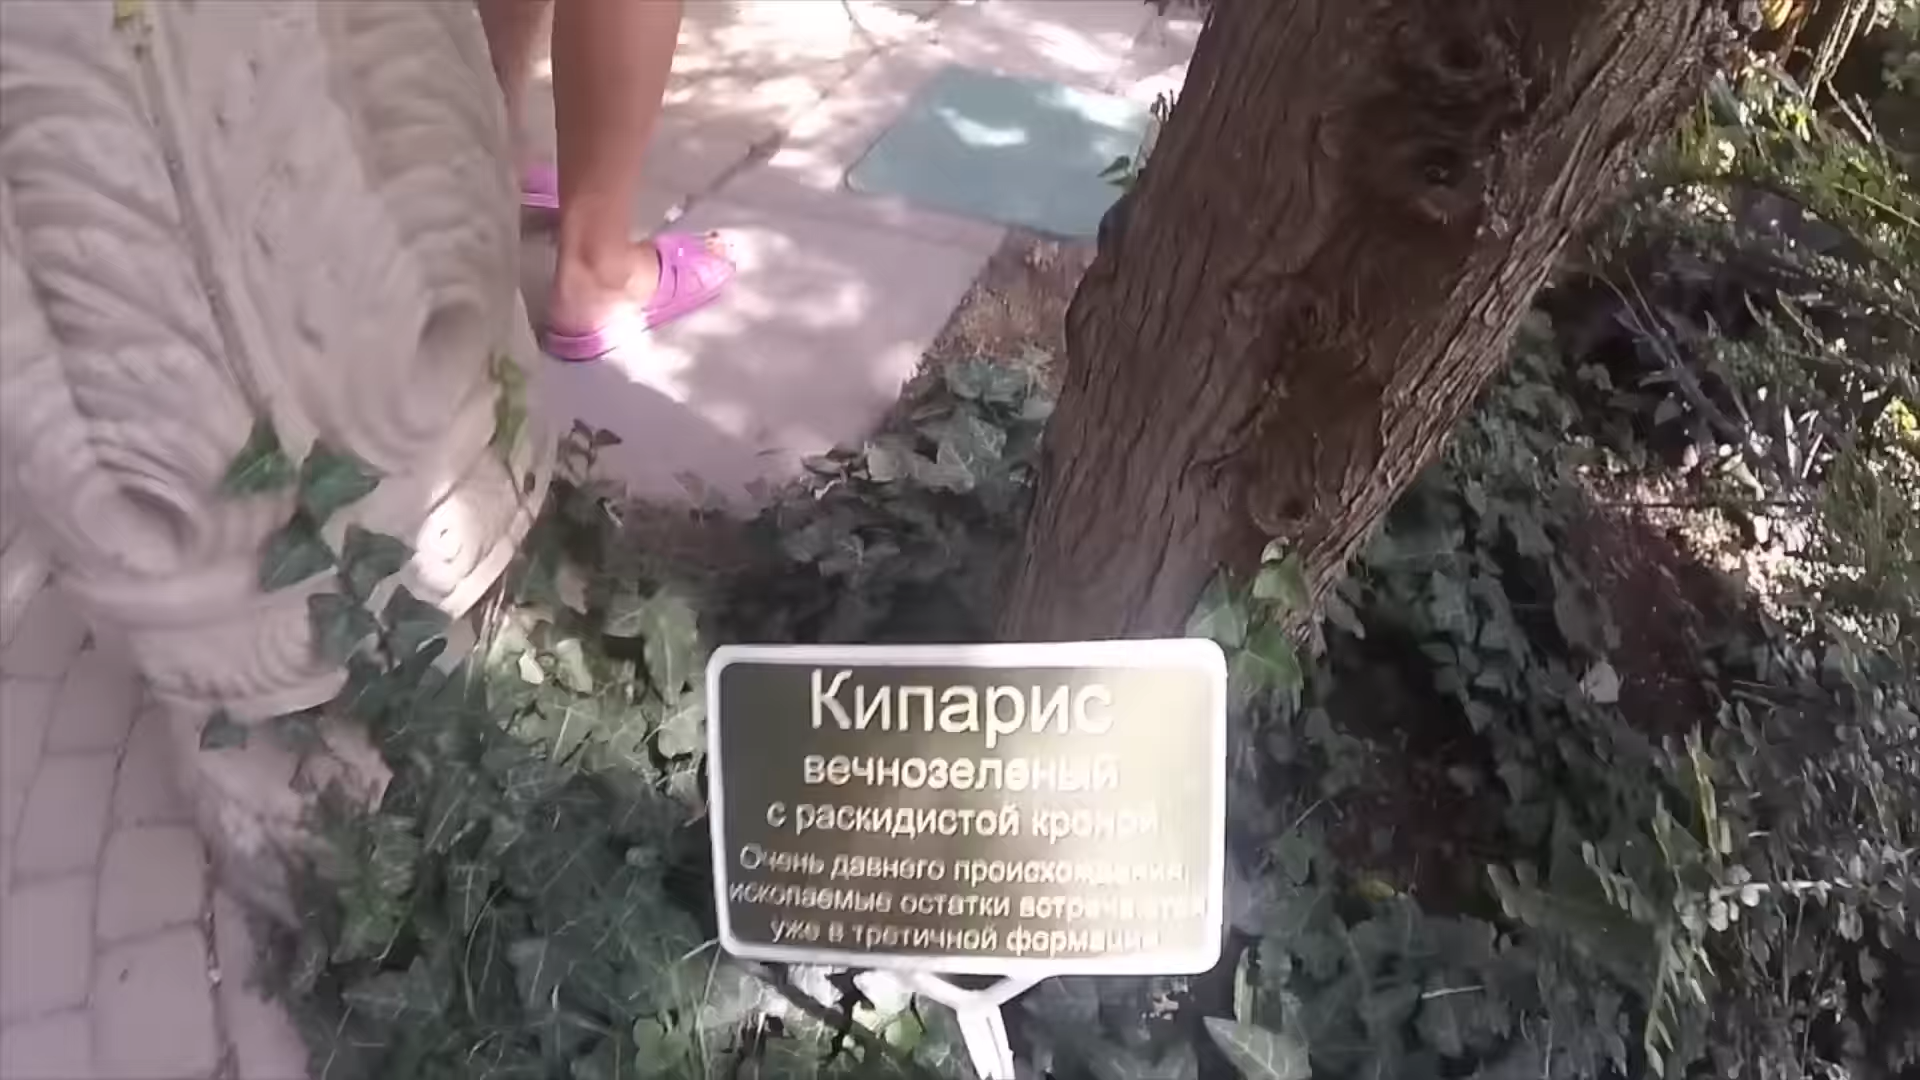 Кипарис
вечнозеленый
с раскидистой кроной
Очень давнего происхождения,
ископаемые остатки встречаются
уже в третичной формации